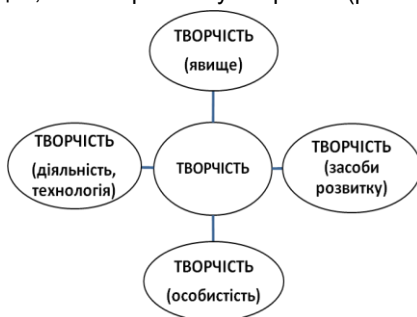 ТВОРЧІСТЬ
(явище)
ТВОРЧІСТЬ
(діяльність,
технологія)
ТВОРЧІСТЬ
ТВОРЧІСТЬ
(засоби
розвитку)
ТВОРЧІСТЬ
(особистість)